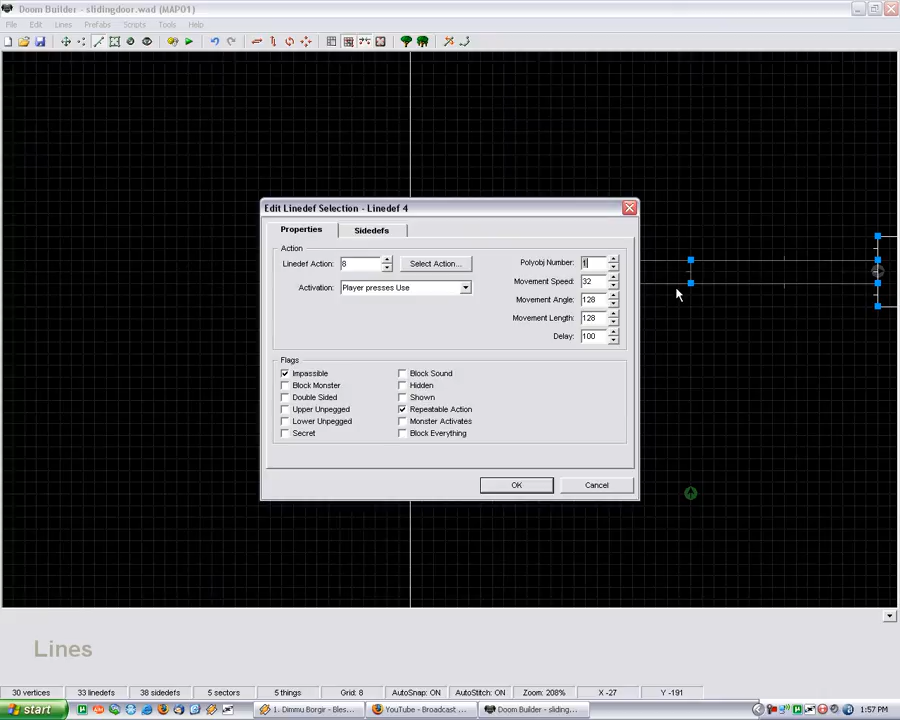 Doom Builder - slidingdoor.wad (MAP01)
File Edit Lines Prefabs Scripts Tools Help
Edit Linedef Selection - Linedef 4
Properties Sidedefs
Action
Linedef Action: 8 Select Action...
Activation: Player presses Use
Polyobj Number: 1
Movement Speed: 32
Movement Angle: 128
Movement Length: 128
Delay: 100
Flags
Impassible Block Sound
Block Monster Hidden
Double Sided Shown
Upper Unpegged Repeatable Action
Lower Unpegged Monster Activates
Secret Block Everything
OK Cancel
Lines
30 vertices 33 linedefs 38 sidedefs 5 sectors 5 things Grid: 8 AutoSnap: ON AutoStitch: ON Zoom: 208% X -27 Y -191
start 1. Dimmu Borgir - Bles... YouTube - Broadcast ... Doom Builder - sliding... 1:57 PM